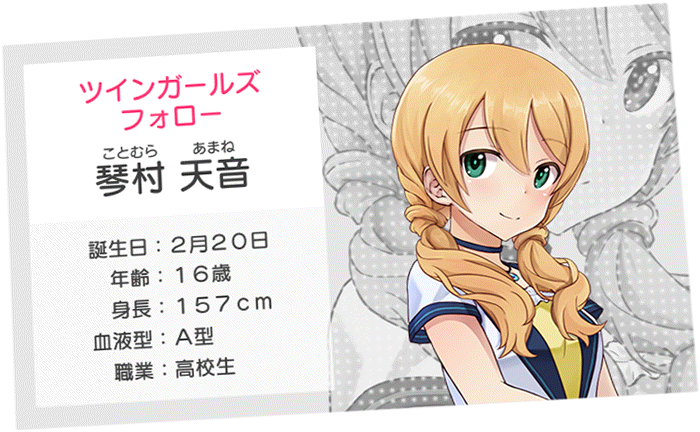 ツインガールズ
フォロー
ことむら あまね
琴村 天音
誕生日：２月２０日
年齢：１６歳
身長：１５７ｃｍ
血液型：Ａ型
職業：高校生